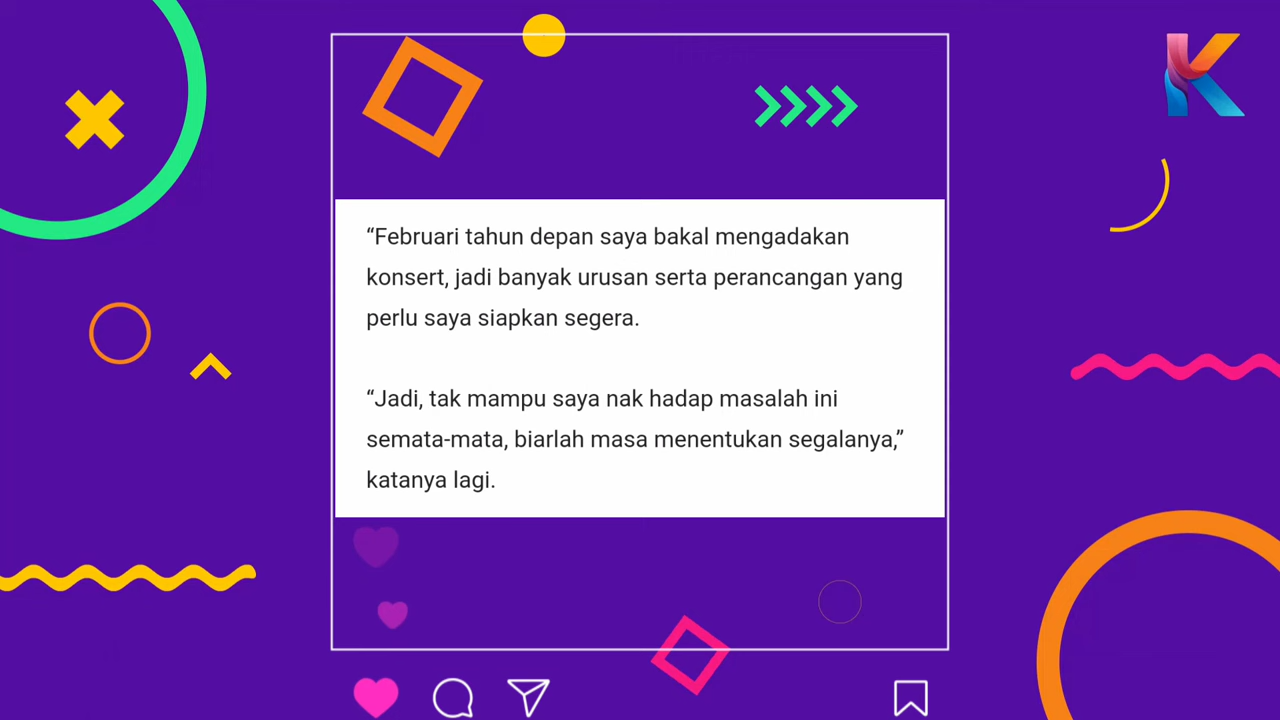 “Februari tahun depan saya bakal mengadakan
konsert, jadi banyak urusan serta perancangan yang
perlu saya siapkan segera.
“Jadi, tak mampu saya nak hadap masalah ini
semata-mata, biarlah masa menentukan segalanya,”
katanya lagi.
K